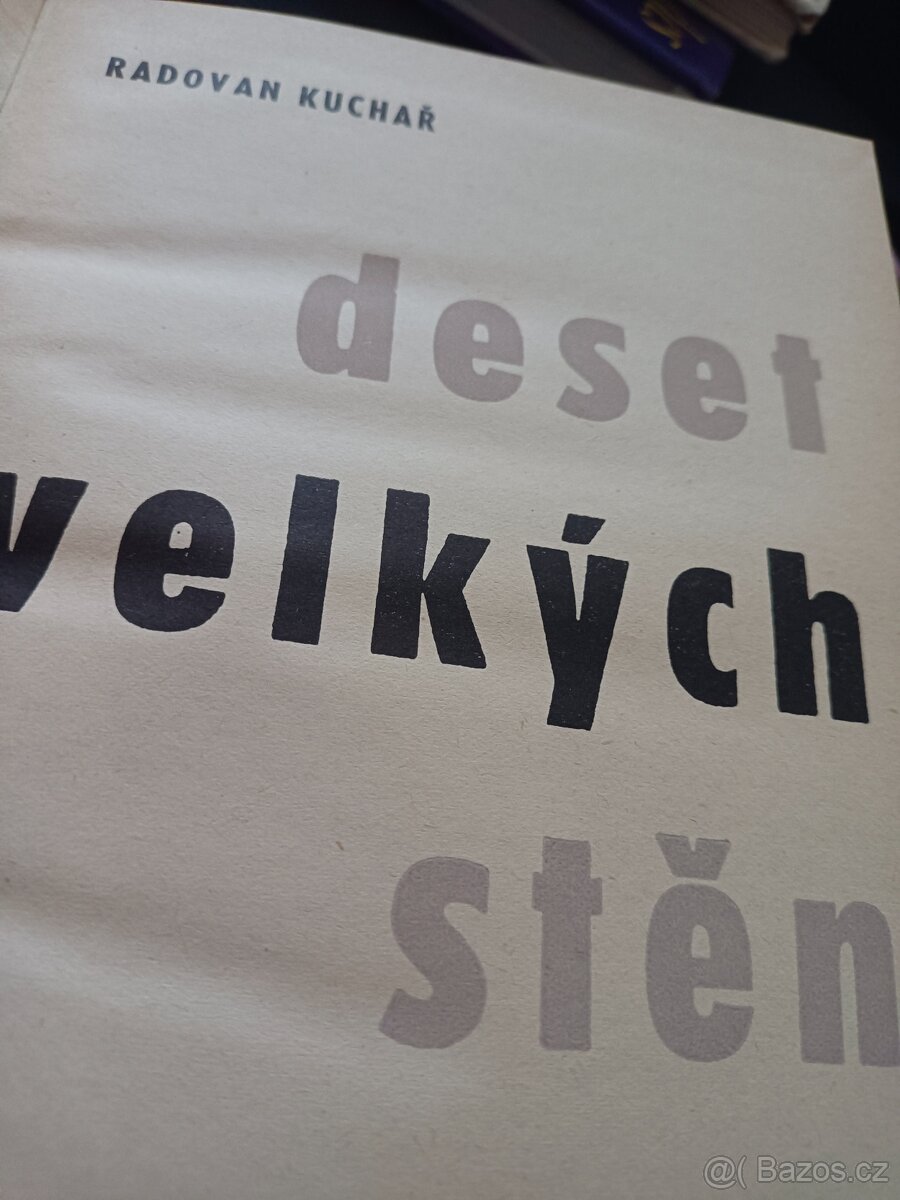 RADOVAN KUCHAŘ
deset
velkých
stěn
@( Bazos.cz